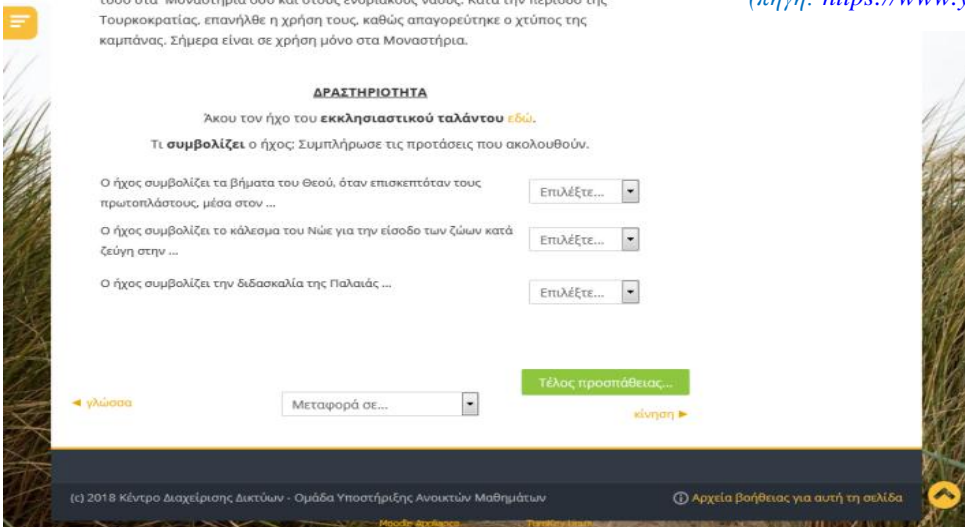 τόσο στα Μοναστήρια όσο και στους ενοριακούς ναούς. Κατά την περίοδο της
Τουρκοκρατίας, επανήλθε η χρήση τους, καθώς απαγορεύτηκε ο χτύπος της
καμπάνας. Σήμερα είναι σε χρήση μόνο στα Μοναστήρια.
(πηγή: https://www.y
ΔΡΑΣΤΗΡΙΟΤΗΤΑ
Άκου τον ήχο του εκκλησιαστικού ταλάντου εδώ.
Τι συμβολίζει ο ήχος; Συμπλήρωσε τις προτάσεις που ακολουθούν.
Ο ήχος συμβολίζει τα βήματα του Θεού, όταν επισκεπτόταν τους
πρωτοπλάστους, μέσα στον ...
Επιλέξτε...
Ο ήχος συμβολίζει το κάλεσμα του Νώε για την είσοδο των ζώων κατά
ζεύγη στην ...
Επιλέξτε...
Ο ήχος συμβολίζει την διδασκαλία της Παλαιάς ...
Επιλέξτε...
Τέλος προσπάθειας...
◄ γλώσσα
Μεταφορά σε...
κίνηση ►
(c) 2018 Κέντρο Διαχείρισης Δικτύων - Ομάδα Υποστήριξης Ανοικτών Μαθημάτων
Αρχεία βοήθειας για αυτή τη σελίδα
Moodle Appliance